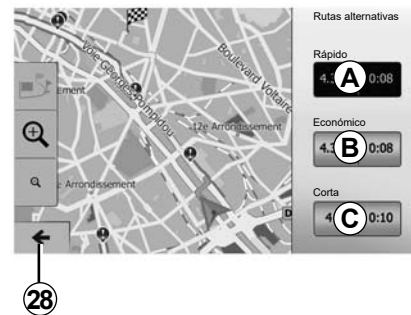 Rutas alternativas
Rápido
A 0:08
Económico
B 0:08
Corta
4 C 0:10
Voie-Georges-Pompidou
Boulevard Voltaire
12e Arrondissement
e Arrondissement
ement
D
28